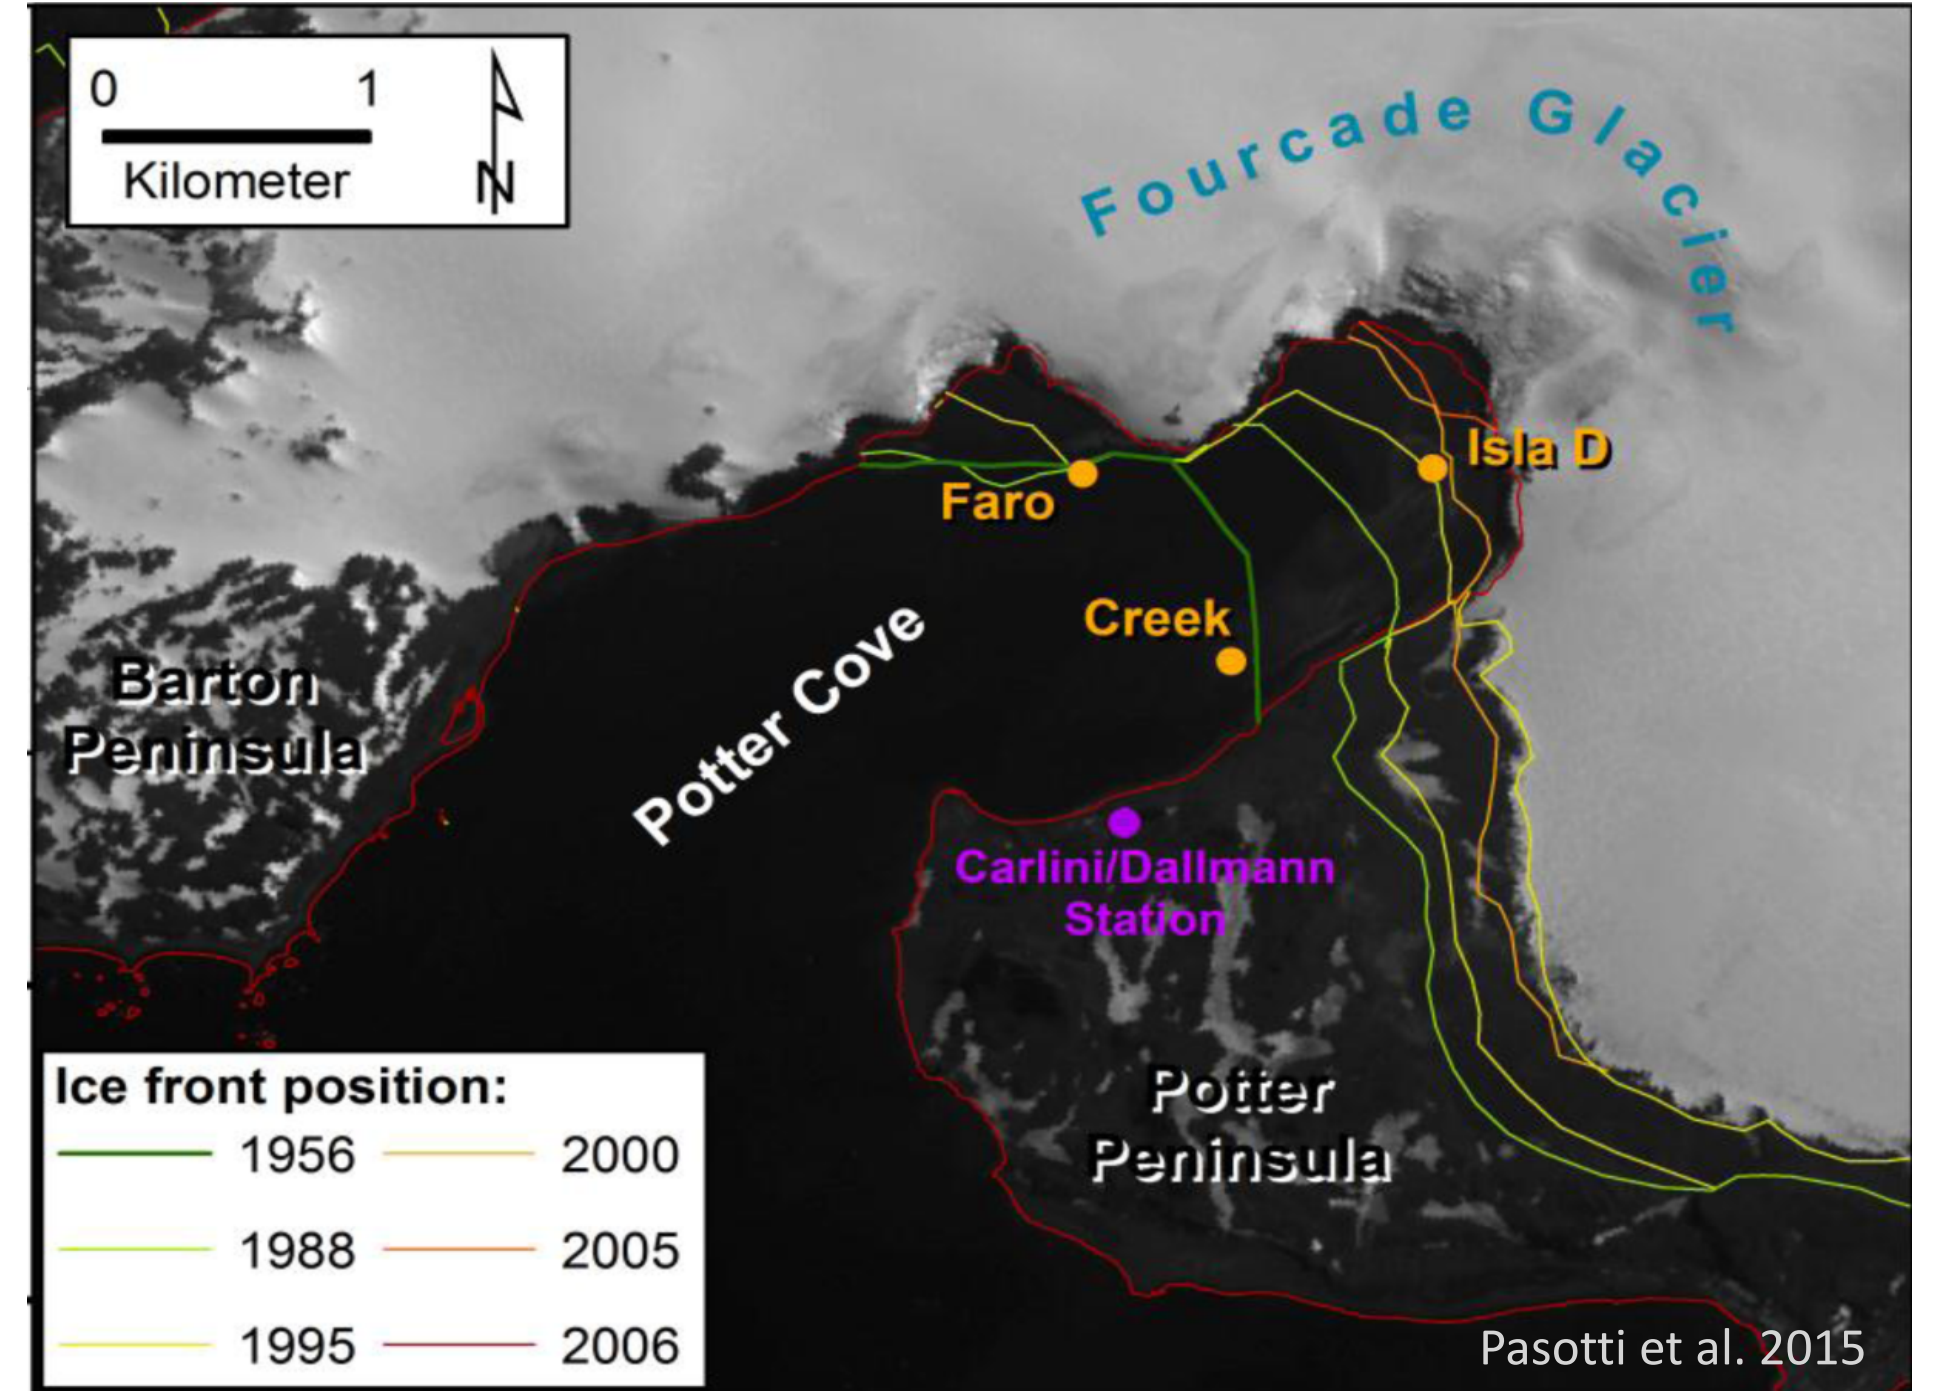 0 1
Kilometer
N
Fourcade Glacier
Isla D
Faro
Creek
Barton
Peninsula
Potter Cove
Carlini/Dallmann
Station
Potter
Peninsula
Ice front position:
1956 2000
1988 2005
1995 2006
Pasotti et al. 2015